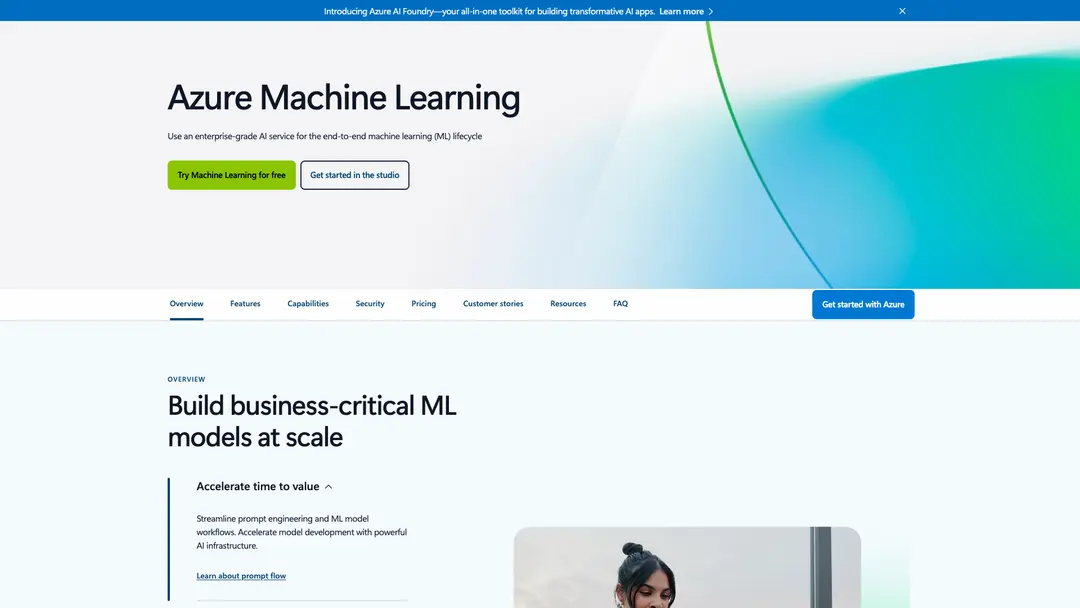 Introducing Azure AI Foundry—your all-in-one toolkit for building transformative AI apps. Learn more
Azure Machine Learning
Use an enterprise-grade AI service for the end-to-end machine learning (ML) lifecycle
Try Machine Learning for free
Get started in the studio
Overview
Features
Capabilities
Security
Pricing
Customer stories
Resources
FAQ
Get started with Azure
OVERVIEW
Build business-critical ML
models at scale
Accelerate time to value
Streamline prompt engineering and ML model
workflows. Accelerate model development with powerful
AI infrastructure.
Learn about prompt flow